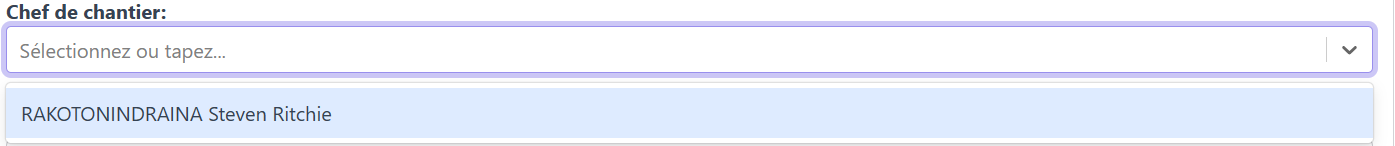 Chef de chantier:
Sélectionnez ou tapez...
RAKOTONINDRAINA Steven Ritchie